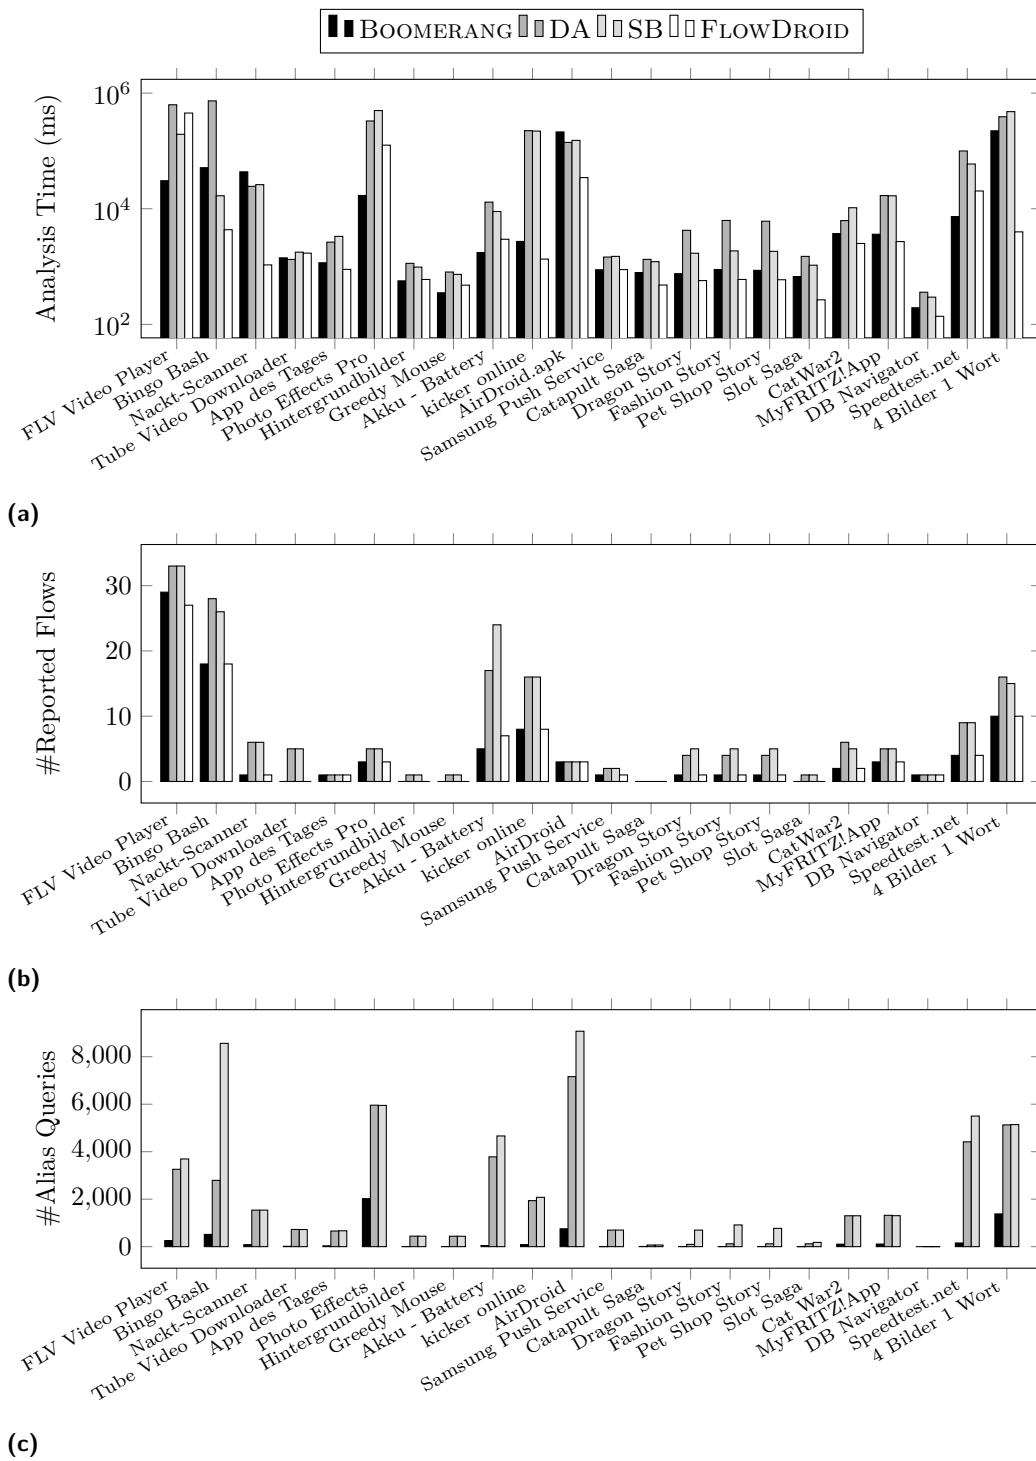 BOOMERANG DA SB FLOWDROID
Analysis Time (ms)
10^6
10^4
10^2
FLV Video Player
Bingo Bash
Nackt-Scanner
Tube Video Downloader
App des Tages
Photo Effects Pro
Hintergrundbilder
Greedy Mouse
Akku - Battery
kicker online
AirDroid.apk
Samsung Push Service
Catapult Saga
Dragon Story
Fashion Story
Pet Shop Story
Slot Saga
CatWar2
MyFRITZ!App
DB Navigator
Speedtest.net
4 Bilder 1 Wort
(a)
#Reported Flows
30
20
10
0
FLV Video Player
Bingo Bash
Nackt-Scanner
Tube Video Downloader
App des Tages
Photo Effects Pro
Hintergrundbilder
Greedy Mouse
Akku - Battery
kicker online
AirDroid
Samsung Push Service
Catapult Saga
Dragon Story
Fashion Story
Pet Shop Story
Slot Saga
CatWar2
MyFRITZ!App
DB Navigator
Speedtest.net
4 Bilder 1 Wort
(b)
#Alias Queries
8,000
6,000
4,000
2,000
0
FLV Video Player
Bingo Bash
Nackt-Scanner
Tube Video Downloader
App des Tages
Photo Effects
Hintergrundbilder
Greedy Mouse
Akku - Battery
kicker online
AirDroid
Samsung Push Service
Catapult Saga
Dragon Story
Fashion Story
Pet Shop Story
Slot Saga
Cat War2
MyFRITZ!App
DB Navigator
Speedtest.net
4 Bilder 1 Wort
(c)